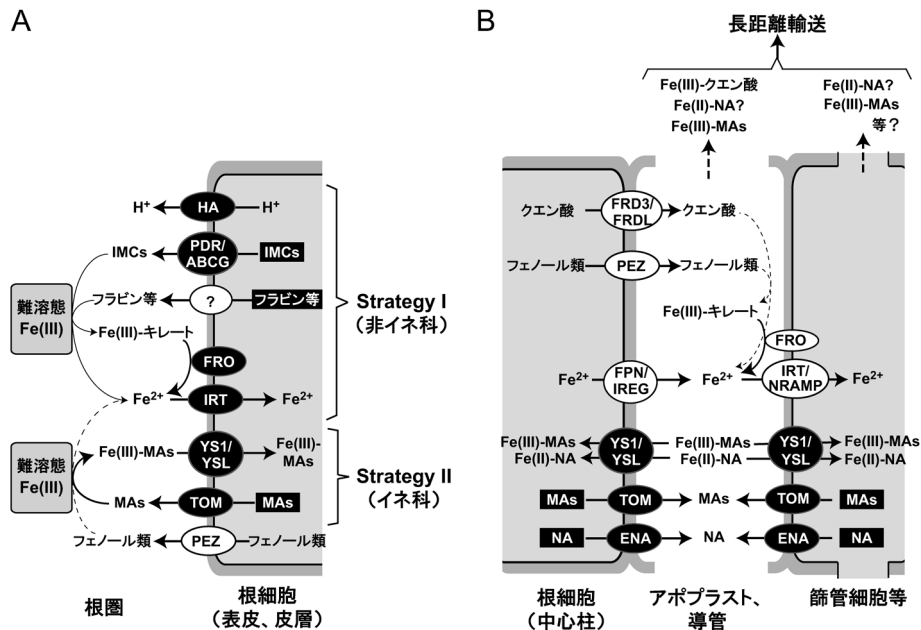 A
H⁺
HA
H⁺
IMCs
PDR/
ABCG
IMCs
難溶態
Fe(III)
フラビン等
?
フラビン等
Fe(III)-キレート
FRO
Fe²⁺
IRT
Fe²⁺
Strategy I
(非イネ科)
難溶態
Fe(III)
Fe(III)-MAs
YS1/
YSL
Fe(III)-
MAs
MAs
TOM
MAs
Strategy II
(イネ科)
フェノール類
PEZ
フェノール類
根圏
根細胞
(表皮、皮層)
B
長距離輸送
Fe(III)-クエン酸
Fe(II)-NA?
Fe(III)-MAs
Fe(II)-NA?
Fe(III)-MAs
等?
クエン酸
FRD3/
FRDL
クエン酸
フェノール類
PEZ
フェノール類
Fe(III)-キレート
FRO
Fe²⁺
FPN/
IREG
Fe²⁺
IRT/
NRAMP
Fe²⁺
Fe(III)-MAs
Fe(II)-NA
YS1/
YSL
Fe(III)-MAs
Fe(II)-NA
YS1/
YSL
Fe(III)-MAs
Fe(II)-NA
MAs
TOM
MAs
TOM
MAs
NA
ENA
NA
ENA
NA
根細胞
(中心柱)
アポプラスト、
導管
篩管細胞等